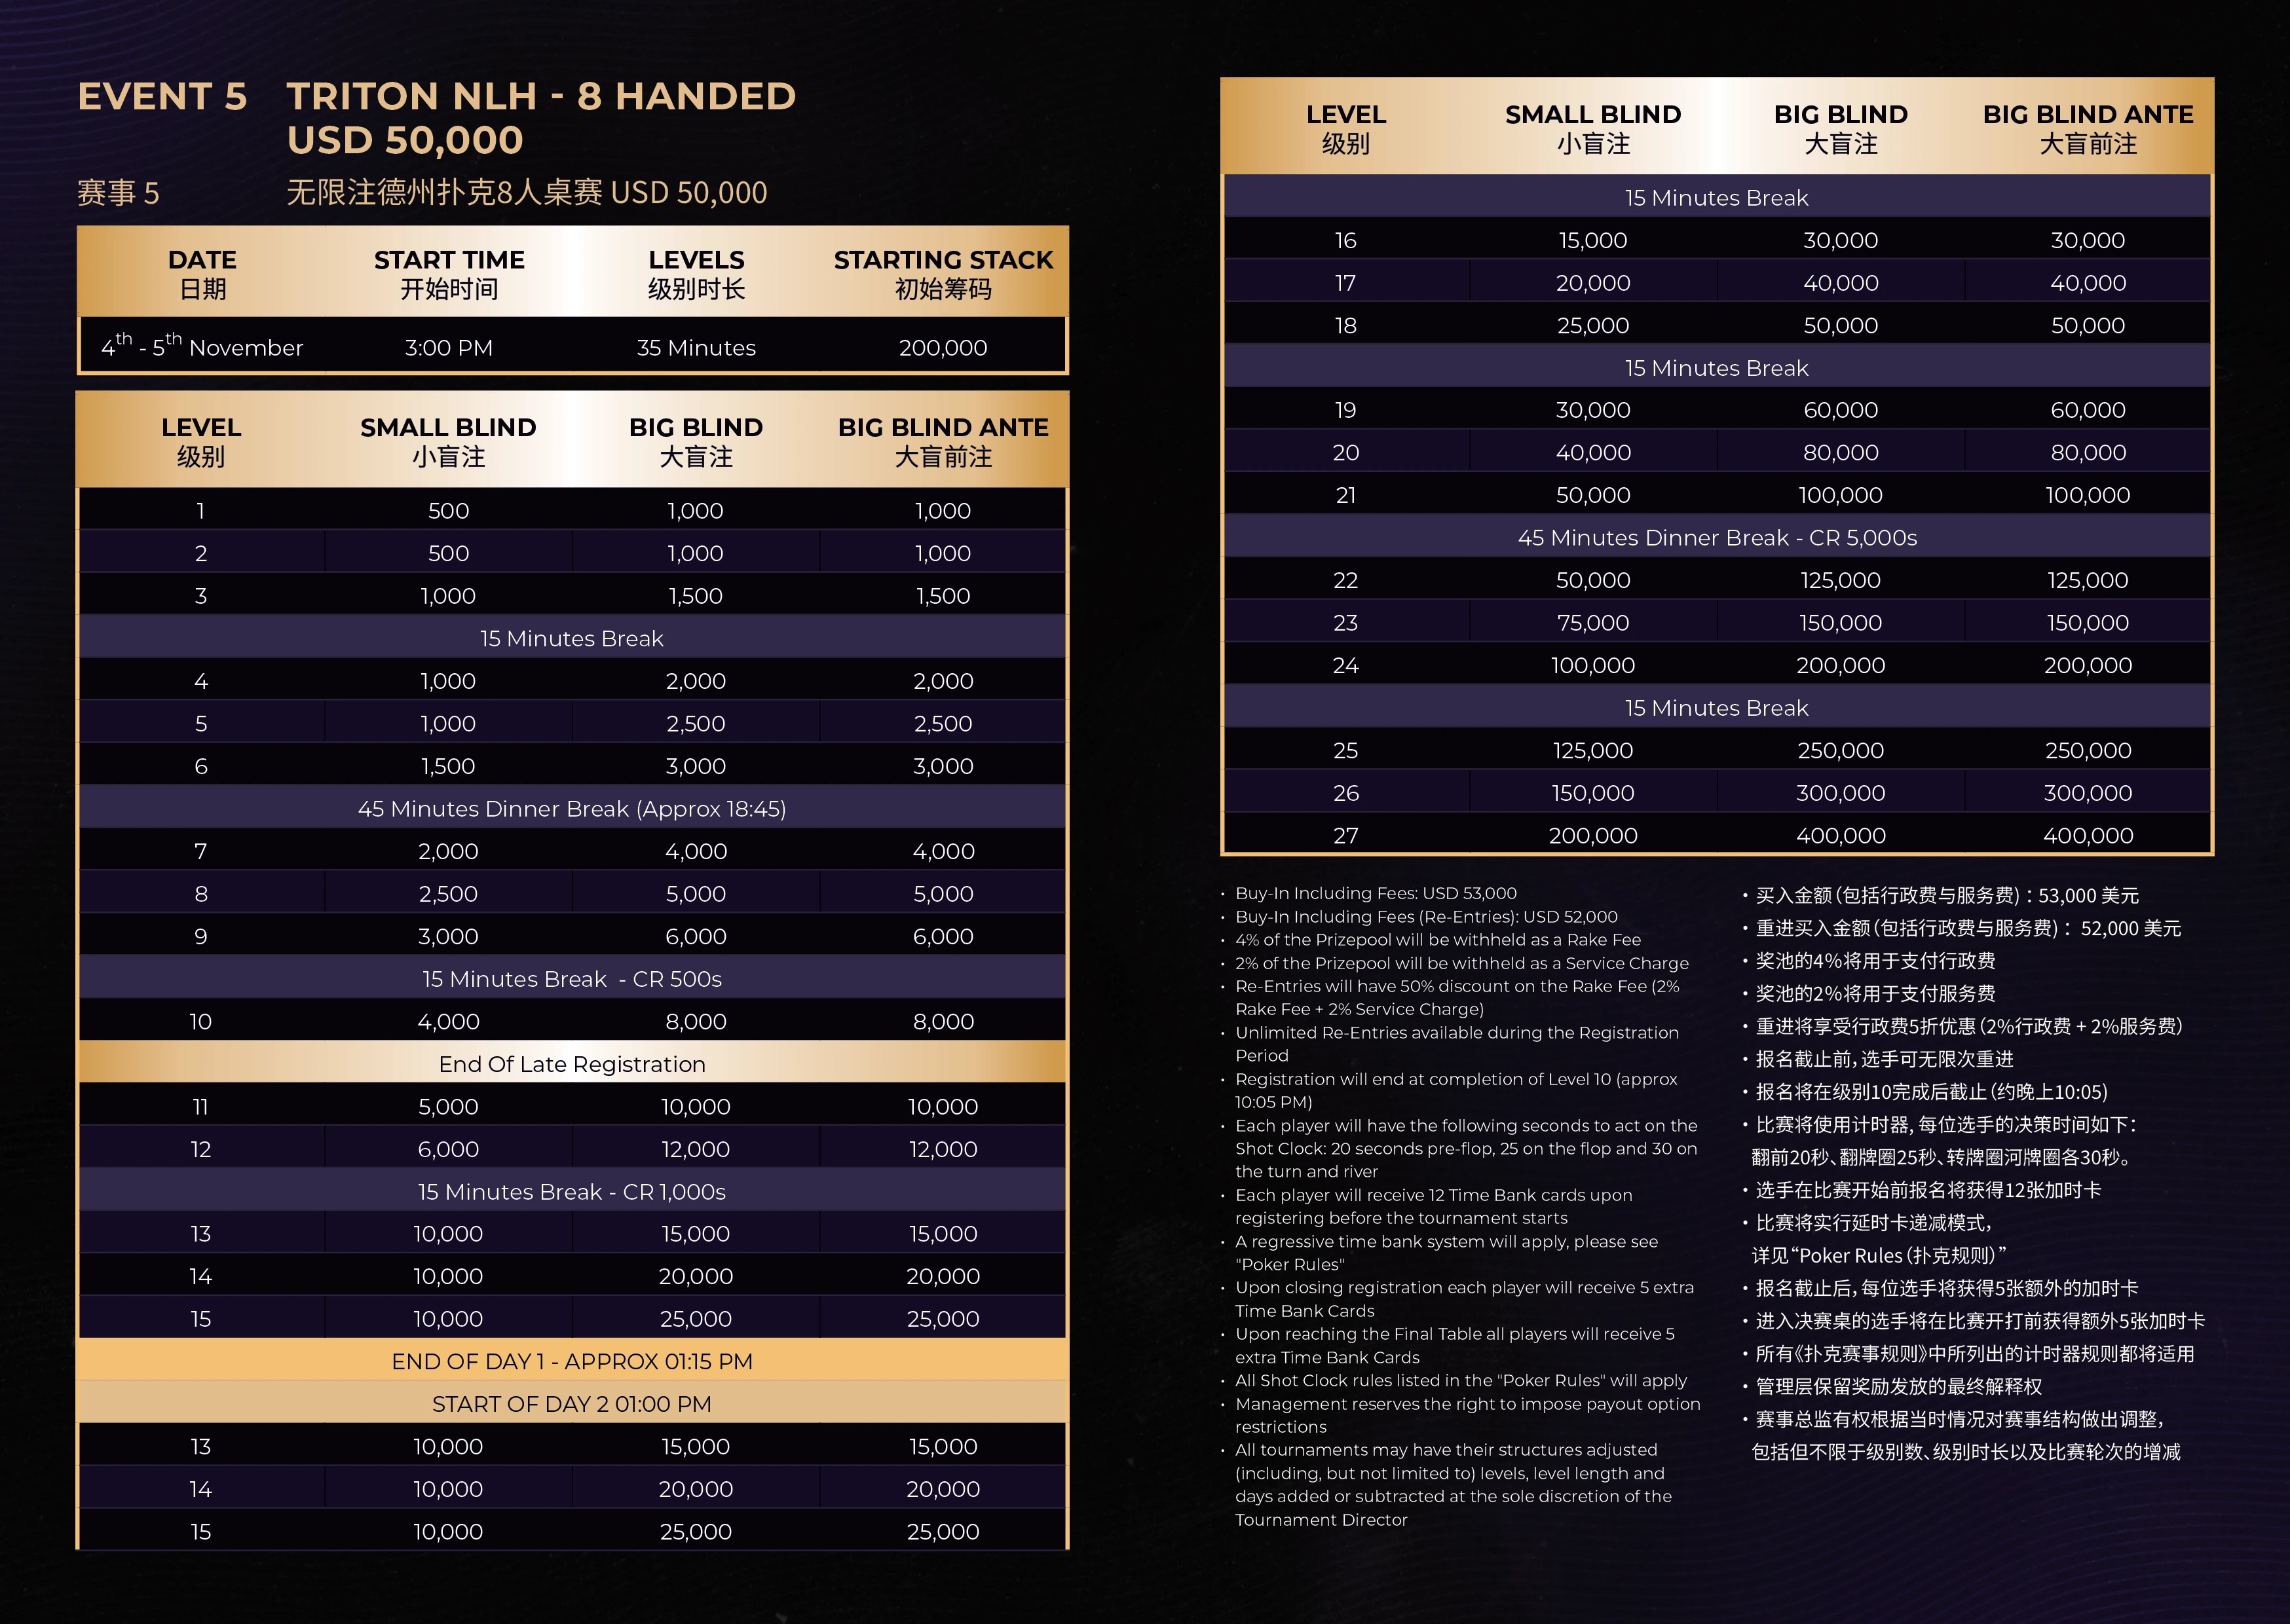 EVENT 5 TRITON NLH - 8 HANDED
USD 50,000
赛事 5 无限注德州扑克8人桌赛 USD 50,000
DATE START TIME LEVELS STARTING STACK
日期 开始时间 级别时长 初始筹码
4th - 5th November 3:00 PM 35 Minutes 200,000
LEVEL SMALL BLIND BIG BLIND BIG BLIND ANTE
级别 小盲注 大盲注 大盲前注
1 500 1,000 1,000
2 500 1,000 1,000
3 1,000 1,500 1,500
15 Minutes Break
4 1,000 2,000 2,000
5 1,000 2,500 2,500
6 1,500 3,000 3,000
45 Minutes Dinner Break (Approx 18:45)
7 2,000 4,000 4,000
8 2,500 5,000 5,000
9 3,000 6,000 6,000
15 Minutes Break - CR 500s
10 4,000 8,000 8,000
End Of Late Registration
11 5,000 10,000 10,000
12 6,000 12,000 12,000
15 Minutes Break - CR 1,000s
13 10,000 15,000 15,000
14 10,000 20,000 20,000
15 10,000 25,000 25,000
END OF DAY 1 - APPROX 01:15 PM
START OF DAY 2 01:00 PM
13 10,000 15,000 15,000
14 10,000 20,000 20,000
15 10,000 25,000 25,000
LEVEL SMALL BLIND BIG BLIND BIG BLIND ANTE
级别 小盲注 大盲注 大盲前注
15 Minutes Break
16 15,000 30,000 30,000
17 20,000 40,000 40,000
18 25,000 50,000 50,000
15 Minutes Break
19 30,000 60,000 60,000
20 40,000 80,000 80,000
21 50,000 100,000 100,000
45 Minutes Dinner Break - CR 5,000s
22 50,000 125,000 125,000
23 75,000 150,000 150,000
24 100,000 200,000 200,000
15 Minutes Break
25 125,000 250,000 250,000
26 150,000 300,000 300,000
27 200,000 400,000 400,000
• Buy-In Including Fees: USD 53,000
• Buy-In Including Fees (Re-Entries): USD 52,000
• 4% of the Prizepool will be withheld as a Rake Fee
• 2% of the Prizepool will be withheld as a Service Charge
• Re-Entries will have 50% discount on the Rake Fee (2%
Rake Fee + 2% Service Charge)
• Unlimited Re-Entries available during the Registration
Period
• Registration will end at completion of Level 10 (approx
10:05 PM)
• Each player will have the following seconds to act on the
Shot Clock: 20 seconds pre-flop, 25 on the flop and 30 on
the turn and river
• Each player will receive 12 Time Bank cards upon
registering before the tournament starts
• A regressive time bank system will apply, please see
"Poker Rules"
• Upon closing registration each player will receive 5 extra
Time Bank Cards
• Upon reaching the Final Table all players will receive 5
extra Time Bank Cards
• All Shot Clock rules listed in the "Poker Rules" will apply
• Management reserves the right to impose payout option
restrictions
• All tournaments may have their structures adjusted
(including, but not limited to) levels, level length and
days added or subtracted at the sole discretion of the
Tournament Director
• 买入金额（包括行政费与服务费）：53,000 美元
• 重进买入金额（包括行政费与服务费）：52,000 美元
• 奖池的4%将用于支付行政费
• 奖池的2%将用于支付服务费
• 重进将享受行政费5折优惠（2%行政费 + 2%服务费）
• 报名截止前，选手可无限次重进
• 报名将在级别10完成后截止（约晚上10:05）
• 比赛将使用计时器, 每位选手的决策时间如下：
翻前20秒、翻牌圈25秒、转牌圈河牌圈各30秒。
• 选手在比赛开始前报名将获得12张加时卡
• 比赛将实行延时卡递减模式，
详见“Poker Rules（扑克规则）”
• 报名截止后，每位选手将获得5张额外的加时卡
• 进入决赛桌的选手将在比赛开打前获得额外5张加时卡
• 所有《扑克赛事规则》中所列出的计时器规则都将适用
• 管理层保留奖励发放的最终解释权
• 赛事总监有权根据当时情况对赛事结构做出调整，
包括但不限于级别数、级别时长以及比赛轮次的增减